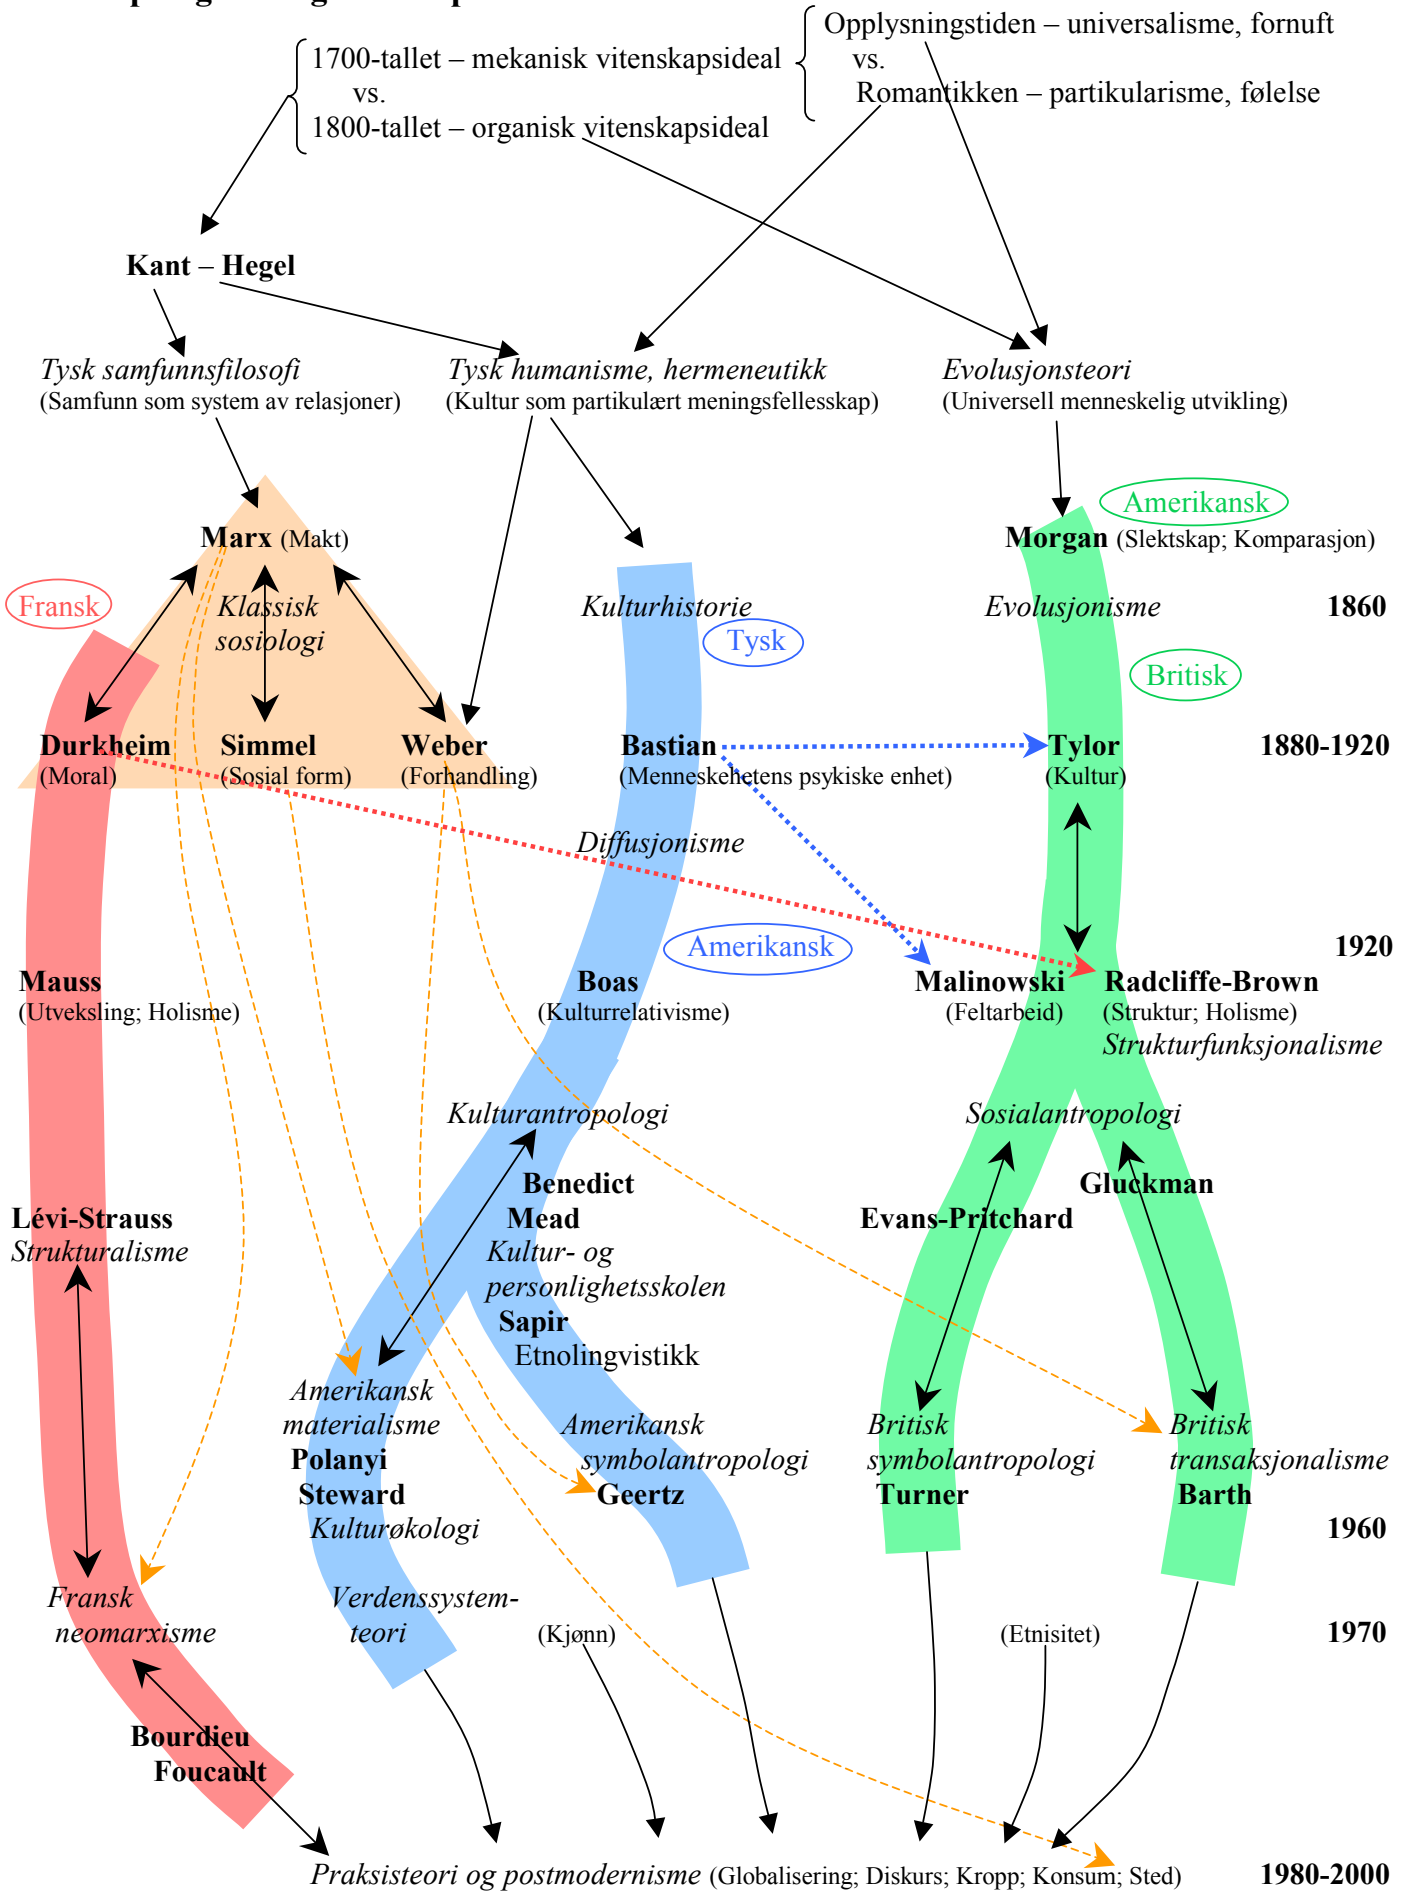 Opplysningstiden – universalisme, fornuft
1700-tallet – mekanisk vitenskapsideal
vs.
vs.
Romantikken – partikularisme, følelse
1800-tallet – organisk vitenskapsideal
Kant – Hegel
Tysk samfunnsfilosofi
(Samfunn som system av relasjoner)
Tysk humanisme, hermeneutikk
(Kultur som partikulært meningsfellesskap)
Evolusjonsteori
(Universell menneskelig utvikling)
Amerikansk
Marx (Makt)
Morgan (Slektskap; Komparasjon)
Fransk
Klassisk
sosiologi
Kulturhistorie
Evolusjonisme
1860
Tysk
Britisk
Durkheim
(Moral)
Simmel
(Sosial form)
Weber
(Forhandling)
Bastian
(Menneskehetens psykiske enhet)
Tylor
(Kultur)
1880-1920
Diffusjonisme
Amerikansk
1920
Mauss
(Utveksling; Holisme)
Boas
(Kulturrelativisme)
Malinowski
(Feltarbeid)
Radcliffe-Brown
(Struktur; Holisme)
Strukturfunksjonalisme
Kulturantropologi
Sosialantropologi
Benedict
Mead
Kultur- og
personlighetsskolen
Sapir
Etnolingvistikk
Gluckman
Evans-Pritchard
Lévi-Strauss
Strukturalisme
Amerikansk
materialisme
Polanyi
Steward
Kulturøkologi
Amerikansk
symbolantropologi
Geertz
Britisk
symbolantropologi
Turner
Britisk
transaksjonalisme
Barth
1960
Fransk
neomarxisme
Verdenssystem-
teori
(Kjønn)
(Etnisitet)
1970
Bourdieu
Foucault
Praksisteori og postmodernisme (Globalisering; Diskurs; Kropp; Konsum; Sted)
1980-2000